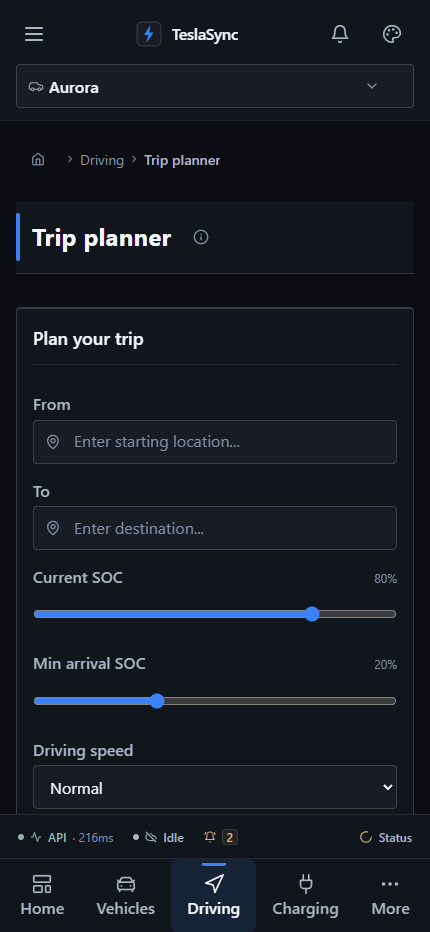 TeslaSync
Aurora
Driving
Trip planner
Trip planner
Plan your trip
From
Enter starting location...
To
Enter destination...
Current SOC 80%
Min arrival SOC 20%
Driving speed
Normal
API · 216ms Idle 2 Status
Home Vehicles Driving Charging More